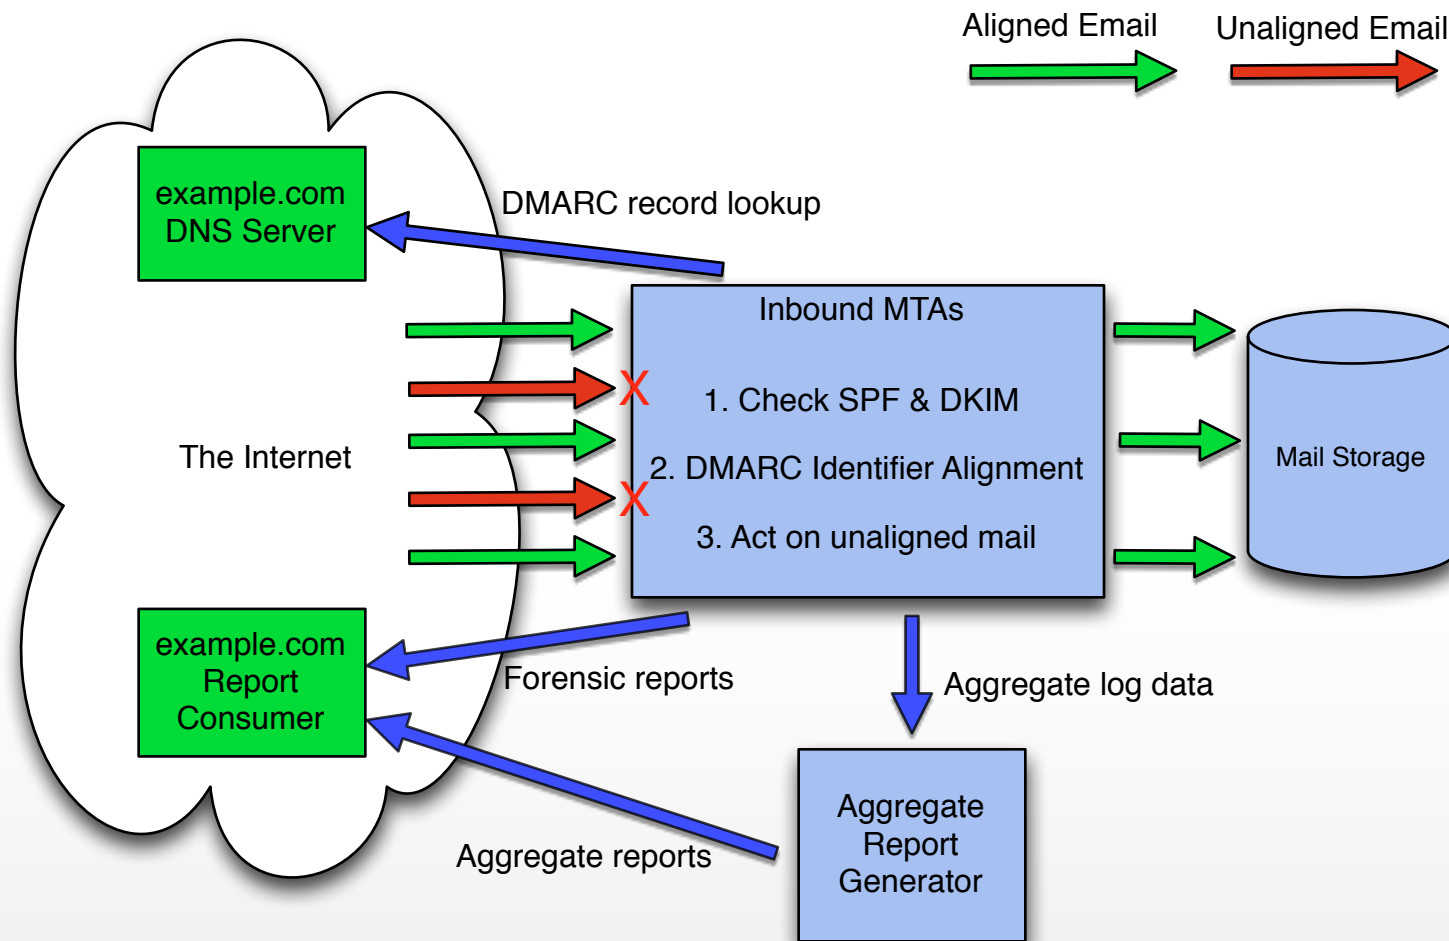 Aligned Email
Unaligned Email
example.com
DNS Server
DMARC record lookup
Inbound MTAs
X
1. Check SPF & DKIM
The Internet
2. DMARC Identifier Alignment
Mail Storage
X
3. Act on unaligned mail
example.com
Report
Consumer
Forensic reports
Aggregate log data
Aggregate reports
Aggregate
Report
Generator